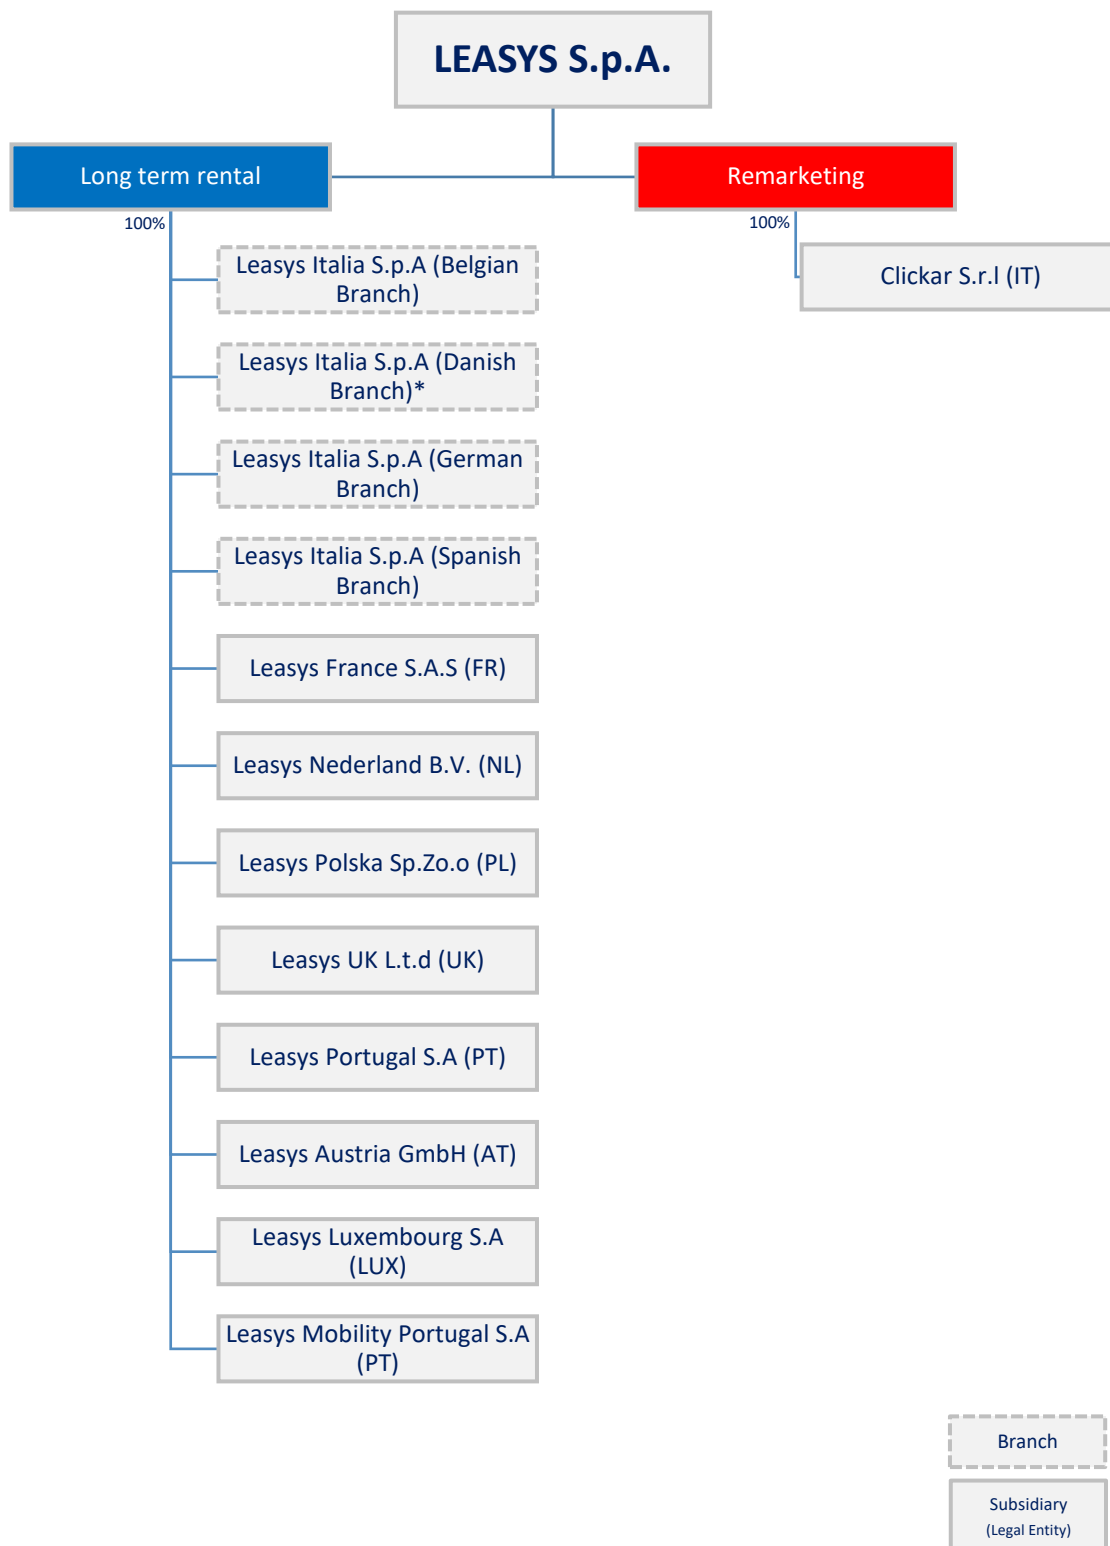 LEASYS S.p.A.
Long term rental
Remarketing
100%
100%
Leasys Italia S.p.A (Belgian
Branch)
Clickar S.r.l (IT)
Leasys Italia S.p.A (Danish
Branch)*
Leasys Italia S.p.A (German
Branch)
Leasys Italia S.p.A (Spanish
Branch)
Leasys France S.A.S (FR)
Leasys Nederland B.V. (NL)
Leasys Polska Sp.Zo.o (PL)
Leasys UK L.t.d (UK)
Leasys Portugal S.A (PT)
Leasys Austria GmbH (AT)
Leasys Luxembourg S.A
(LUX)
Leasys Mobility Portugal S.A
(PT)
Branch
Subsidiary
(Legal Entity)